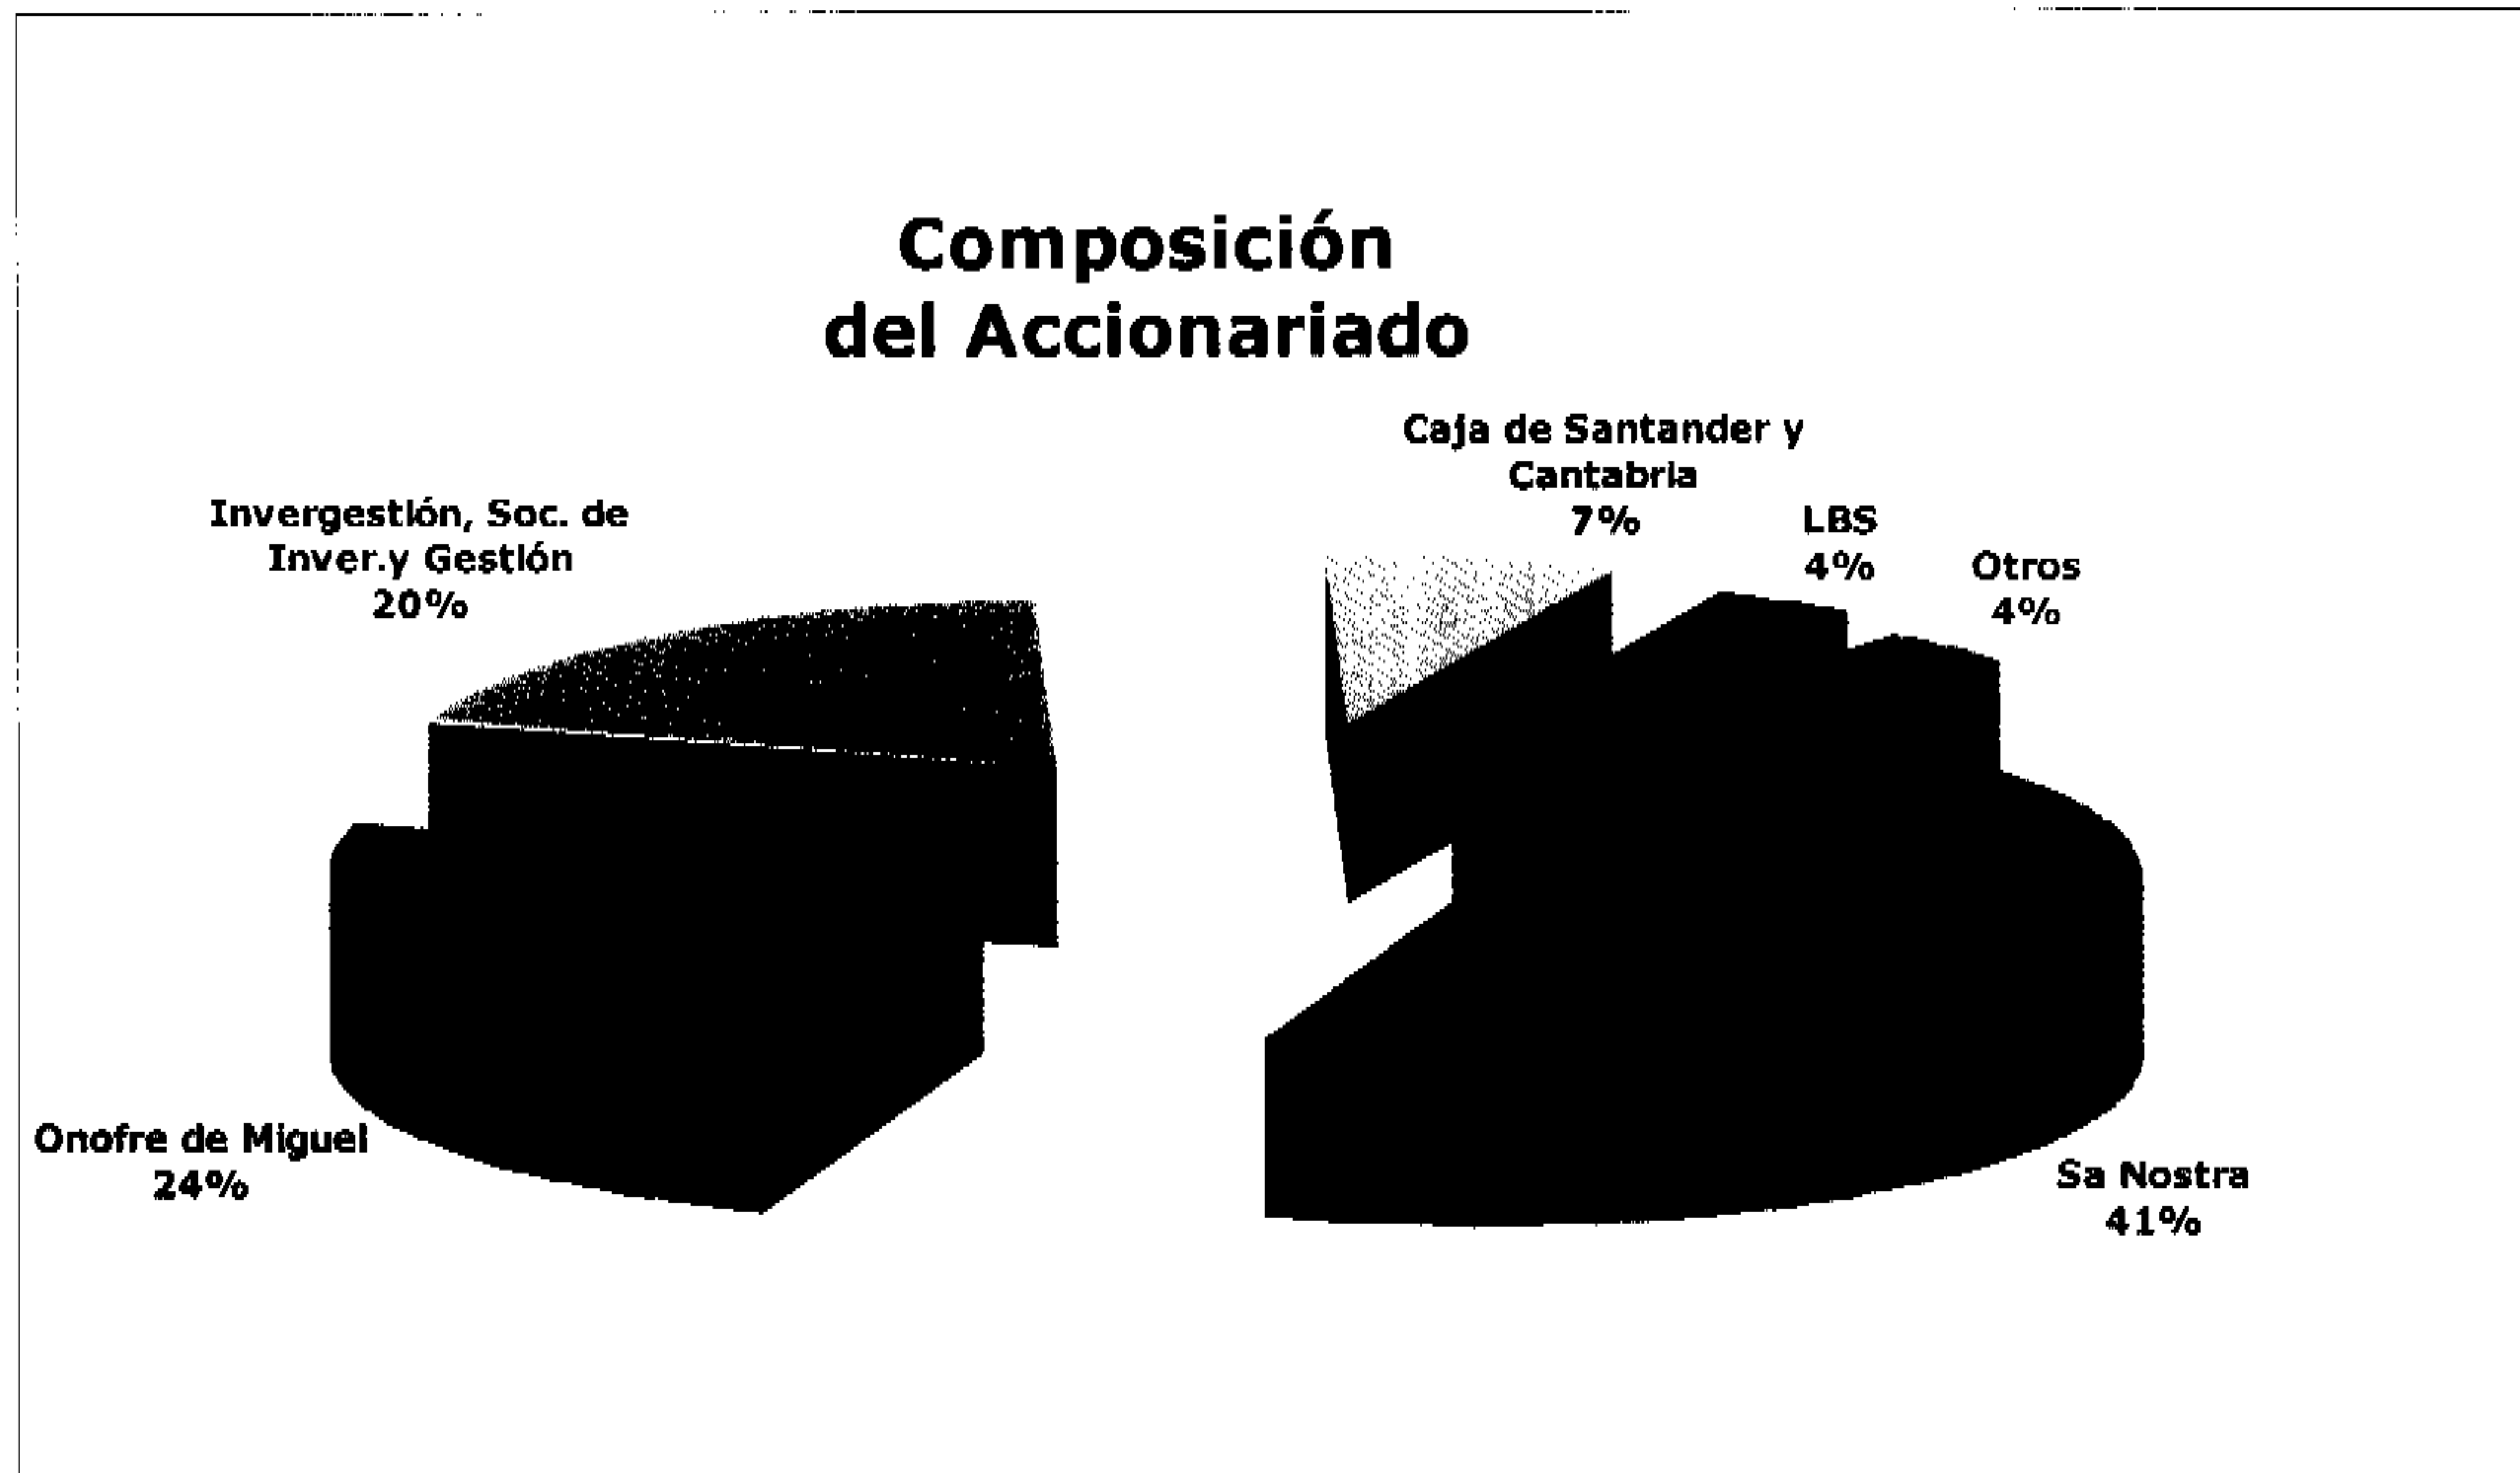 Composición
del Accionariado
Caja de Santander y
Cantabria
7%
Invergestión, Soc. de
Inver.y Gestión
20%
LBS
4%
Otros
4%
Onofre de Miguel
24%
Sa Nostra
41%